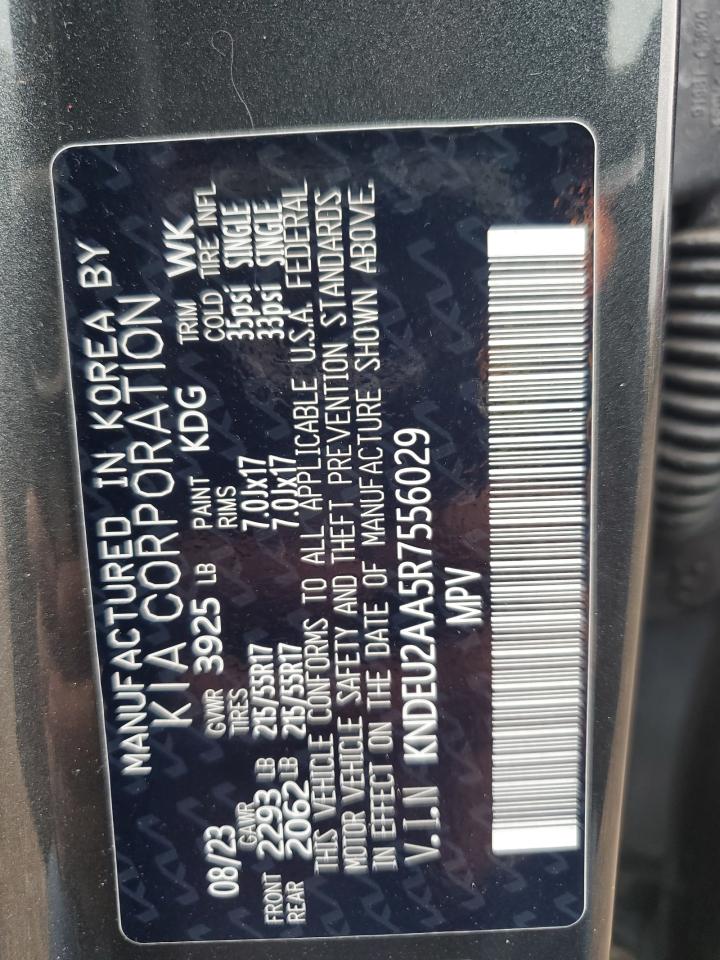 MANUFACTURED IN KOREA BY
KIA CORPORATION
08/23 GVWR 3925 LB PAINT KDG TRIM WK
GAWR TIRES RIMS COLD TIRE INFL
FRONT 2293 LB 215/55R17 7.0Jx17 35psi SINGLE
REAR 2062 LB 215/55R17 7.0Jx17 33psi SINGLE
THIS VEHICLE CONFORMS TO ALL APPLICABLE U.S.A. FEDERAL
MOTOR VEHICLE SAFETY AND THEFT PREVENTION STANDARDS
IN EFFECT ON THE DATE OF MANUFACTURE SHOWN ABOVE.
V.I.N KNDEU2AA5R7556029
MPV